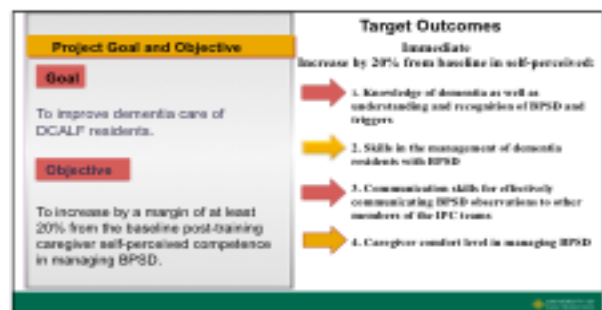 Project Goal and Objective
Goal
To improve dementia care of
DCALF residents.
Objective
To increase by a margin of at least
20% from the baseline post-training
caregiver self-perceived competence
in managing BPSD.
Target Outcomes
Immediate
Increase by 20% from baseline in self-perceived:
1. Knowledge of dementia as well as
understanding and recognition of BPSD and
triggers
2. Skills in the management of dementia
residents with BPSD
3. Communication skills for effectively
communicating BPSD observations to other
members of the IPC teams
4. Caregiver comfort level in managing BPSD
UNIVERSITY OF